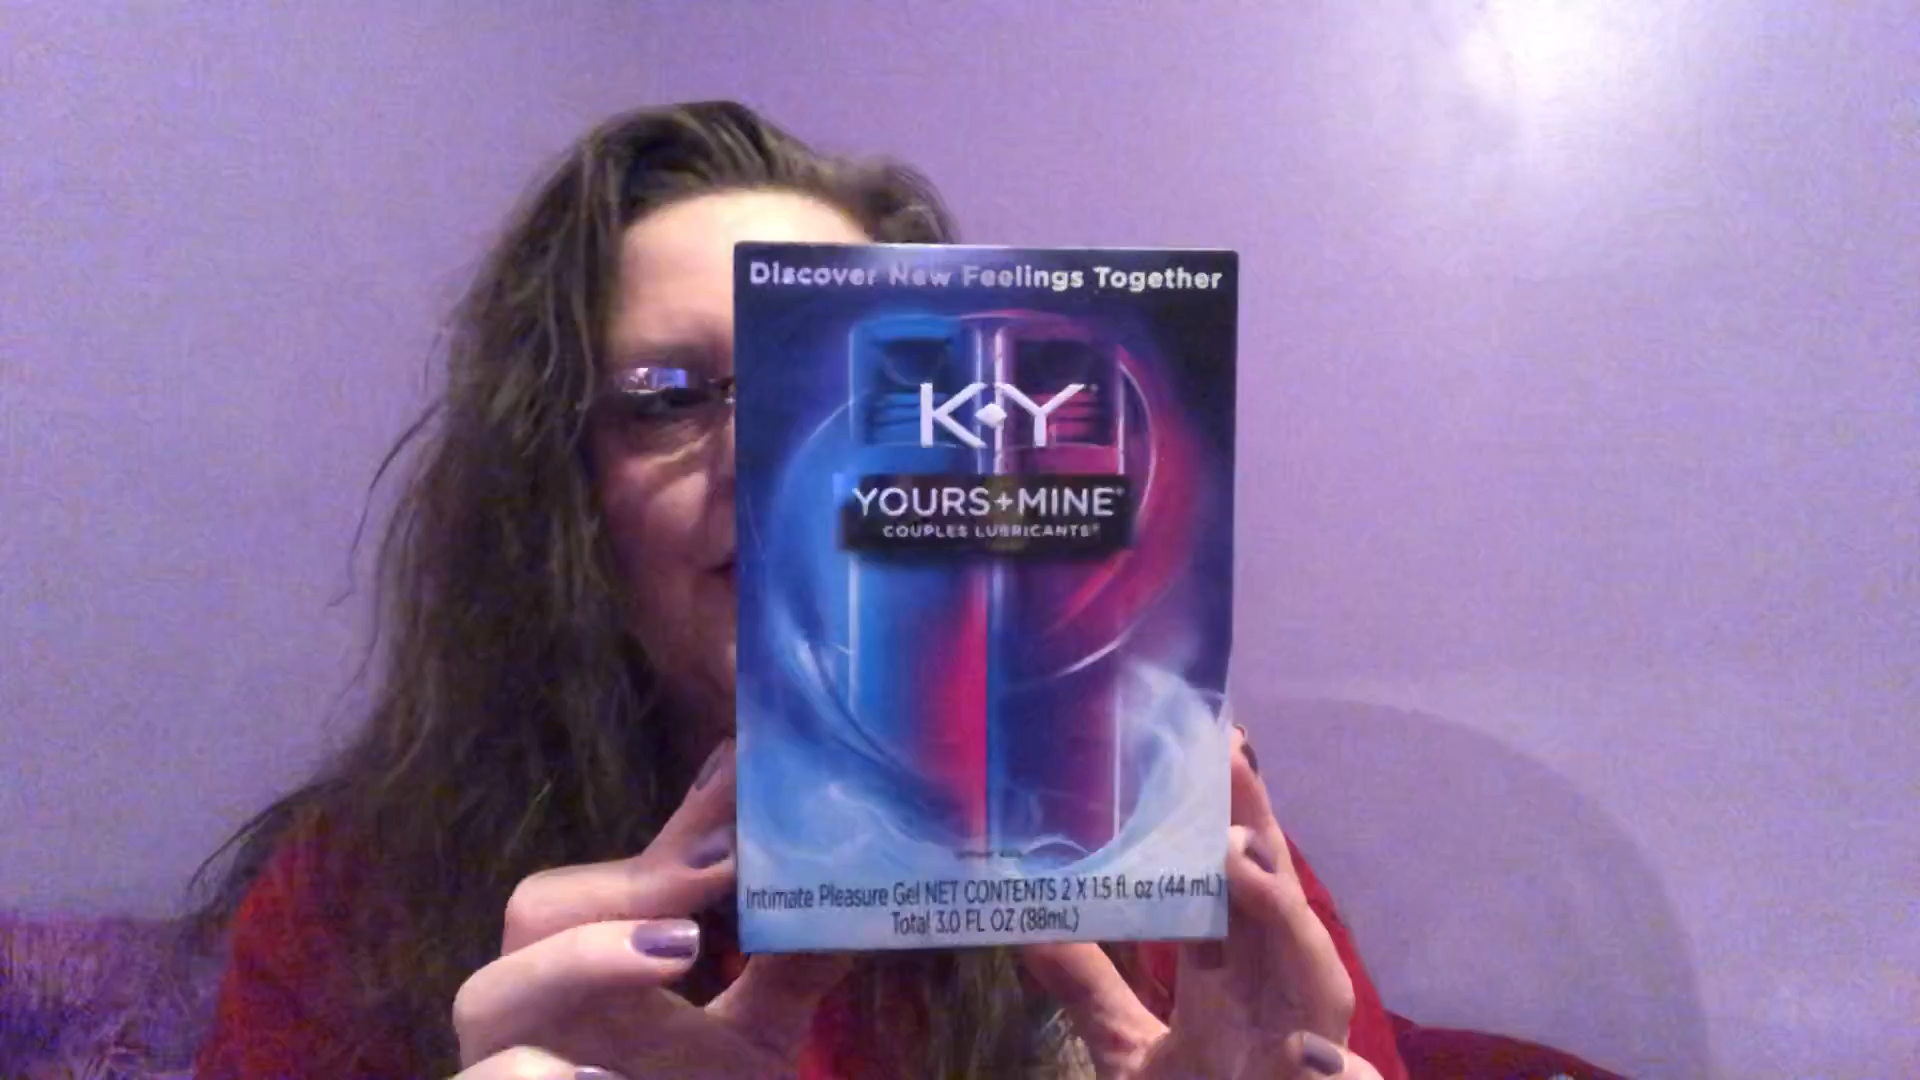 Discover New Feelings Together
K Y®
YOURS+MINE®
COUPLES LUBRICANTS®
Intimate Pleasure Gel NET CONTENTS 2 X 1.5 fl. oz (44 mL)
Total 3.0 FL OZ (88mL)